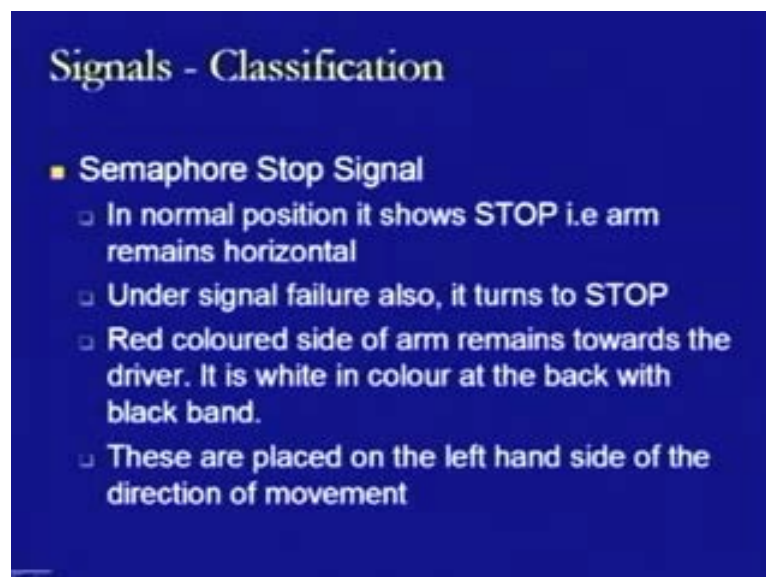 Signals - Classification
Semaphore Stop Signal
In normal position it shows STOP i.e arm
remains horizontal
Under signal failure also, it turns to STOP
Red coloured side of arm remains towards the
driver. It is white in colour at the back with
black band.
These are placed on the left hand side of the
direction of movement